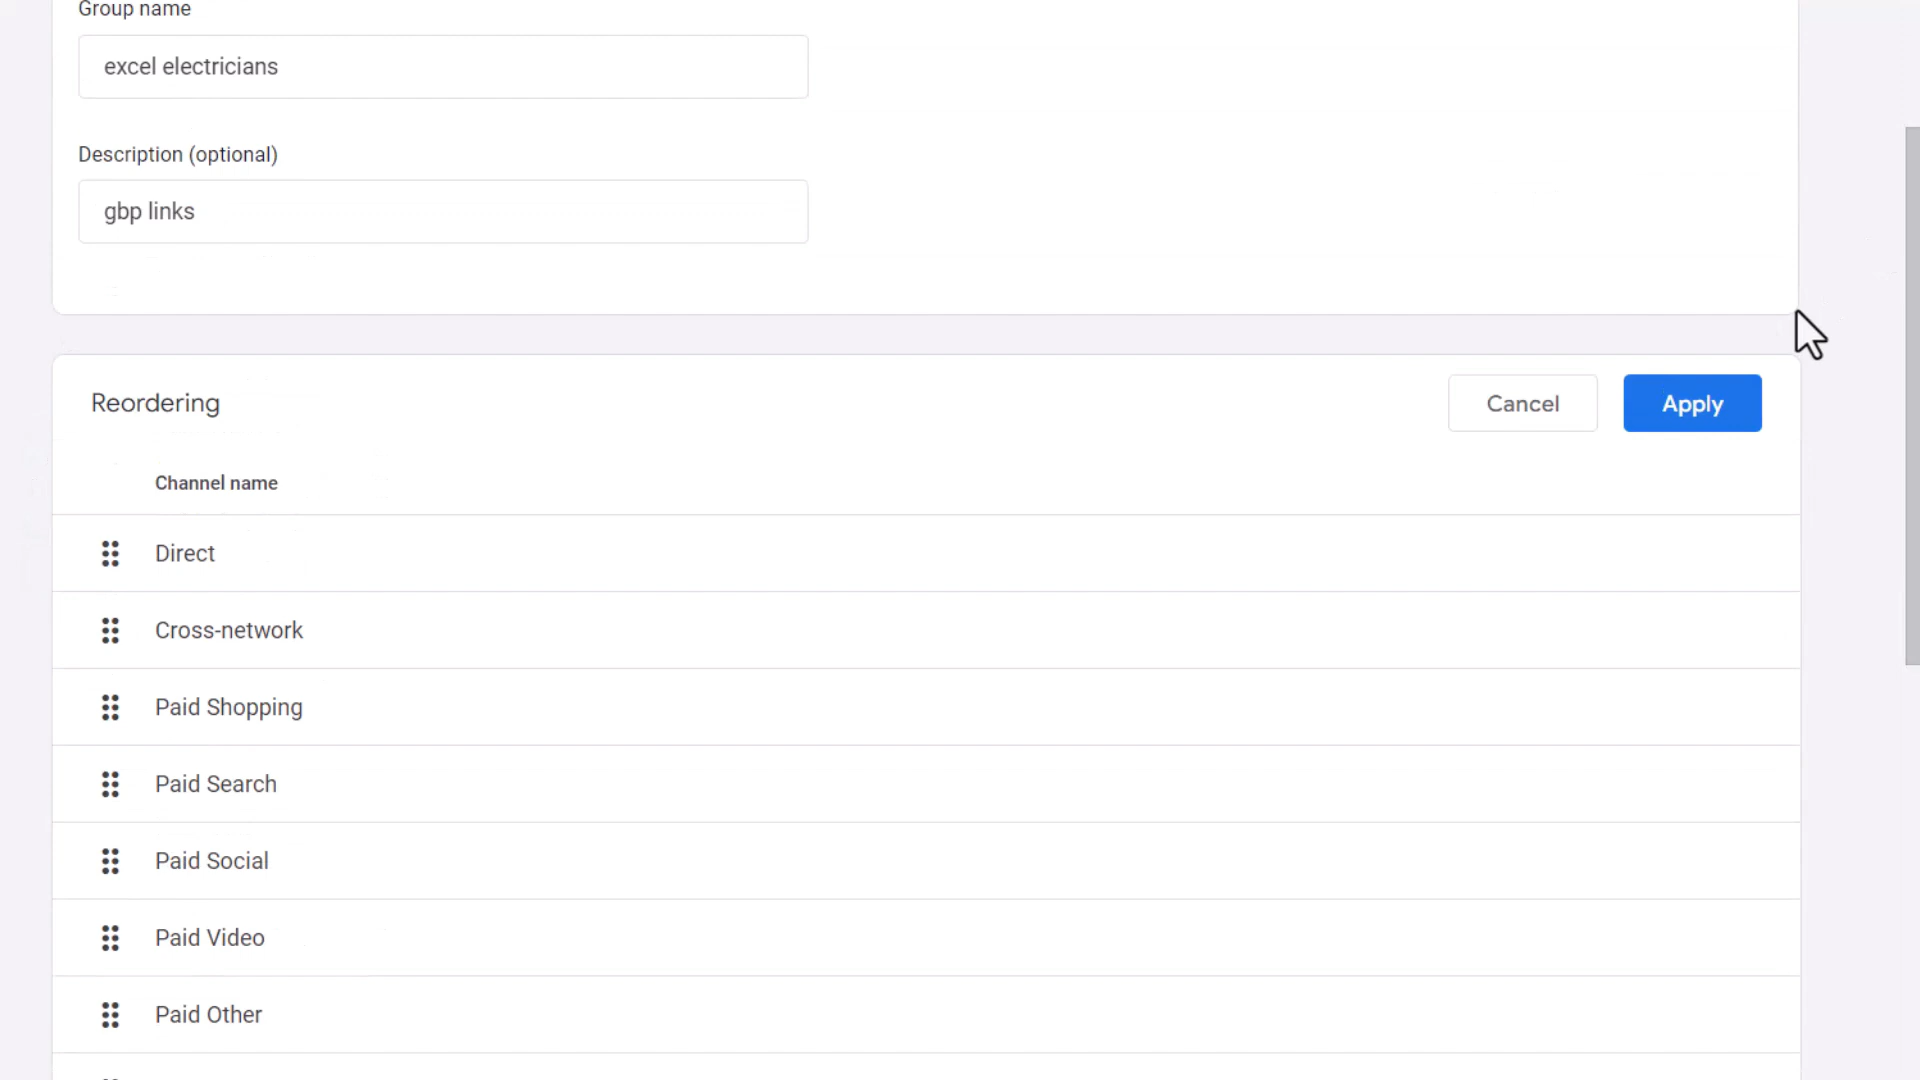 Group name
excel electricians
Description (optional)
gbp links
Reordering
Cancel
Apply
Channel name
Direct
Cross-network
Paid Shopping
Paid Search
Paid Social
Paid Video
Paid Other